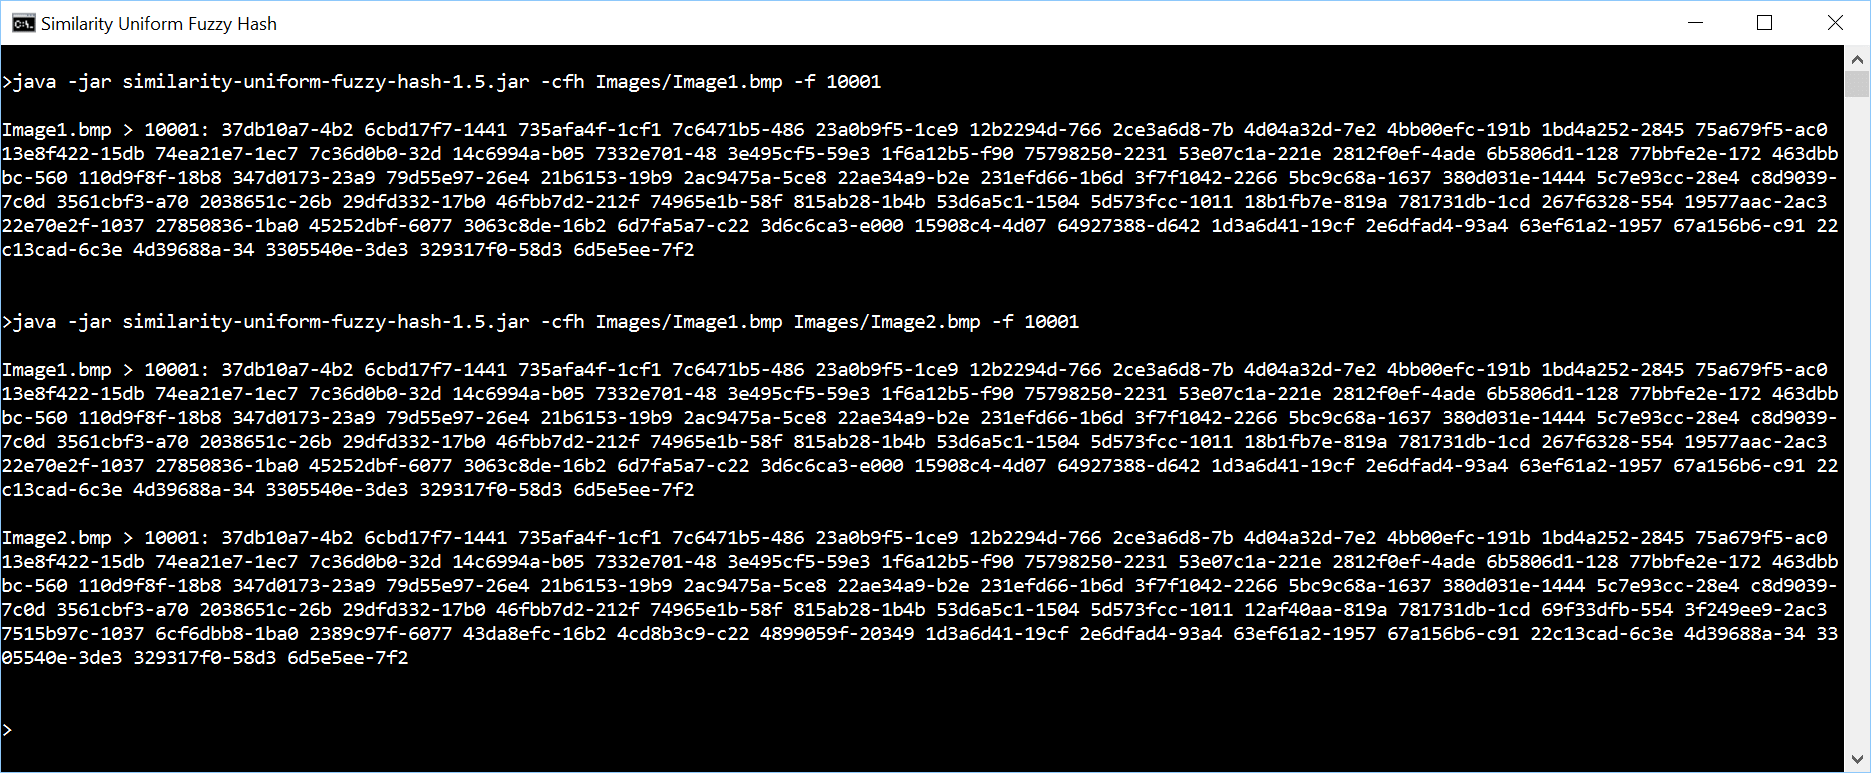 Similarity Uniform Fuzzy Hash
>java -jar similarity-uniform-fuzzy-hash-1.5.jar -cfh Images/Image1.bmp -f 10001
Image1.bmp > 10001: 37db10a7-4b2 6cbd17f7-1441 735afa4f-1cf1 7c6471b5-486 23a0b9f5-1ce9 12b2294d-766 2ce3a6d8-7b 4d04a32d-7e2 4bb00efc-191b 1bd4a252-2845 75a679f5-ac0
13e8f422-15db 74ea21e7-1ec7 7c36d0b0-32d 14c6994a-b05 7332e701-48 3e495cf5-59e3 1f6a12b5-f90 75798250-2231 53e07c1a-221e 2812f0ef-4ade 6b5806d1-128 77bbfe2e-172 463dbb
bc-560 110d9f8f-18b8 347d0173-23a9 79d55e97-26e4 21b6153-19b9 2ac9475a-5ce8 22ae34a9-b2e 231efd66-1b6d 3f7f1042-2266 5bc9c68a-1637 380d031e-1444 5c7e93cc-28e4 c8d9039-
7c0d 3561cbf3-a70 2038651c-26b 29dfd332-17b0 46fbb7d2-212f 74965e1b-58f 815ab28-1b4b 53d6a5c1-1504 5d573fcc-1011 18b1fb7e-819a 781731db-1cd 267f6328-554 19577aac-2ac3
22e70e2f-1037 27850836-1ba0 45252dbf-6077 3063c8de-16b2 6d7fa5a7-c22 3d6c6ca3-e000 15908c4-4d07 64927388-d642 1d3a6d41-19cf 2e6dfad4-93a4 63ef61a2-1957 67a156b6-c91 22
c13cad-6c3e 4d39688a-34 3305540e-3de3 329317f0-58d3 6d5e5ee-7f2
>java -jar similarity-uniform-fuzzy-hash-1.5.jar -cfh Images/Image1.bmp Images/Image2.bmp -f 10001
Image1.bmp > 10001: 37db10a7-4b2 6cbd17f7-1441 735afa4f-1cf1 7c6471b5-486 23a0b9f5-1ce9 12b2294d-766 2ce3a6d8-7b 4d04a32d-7e2 4bb00efc-191b 1bd4a252-2845 75a679f5-ac0
13e8f422-15db 74ea21e7-1ec7 7c36d0b0-32d 14c6994a-b05 7332e701-48 3e495cf5-59e3 1f6a12b5-f90 75798250-2231 53e07c1a-221e 2812f0ef-4ade 6b5806d1-128 77bbfe2e-172 463dbb
bc-560 110d9f8f-18b8 347d0173-23a9 79d55e97-26e4 21b6153-19b9 2ac9475a-5ce8 22ae34a9-b2e 231efd66-1b6d 3f7f1042-2266 5bc9c68a-1637 380d031e-1444 5c7e93cc-28e4 c8d9039-
7c0d 3561cbf3-a70 2038651c-26b 29dfd332-17b0 46fbb7d2-212f 74965e1b-58f 815ab28-1b4b 53d6a5c1-1504 5d573fcc-1011 18b1fb7e-819a 781731db-1cd 267f6328-554 19577aac-2ac3
22e70e2f-1037 27850836-1ba0 45252dbf-6077 3063c8de-16b2 6d7fa5a7-c22 3d6c6ca3-e000 15908c4-4d07 64927388-d642 1d3a6d41-19cf 2e6dfad4-93a4 63ef61a2-1957 67a156b6-c91 22
c13cad-6c3e 4d39688a-34 3305540e-3de3 329317f0-58d3 6d5e5ee-7f2
Image2.bmp > 10001: 37db10a7-4b2 6cbd17f7-1441 735afa4f-1cf1 7c6471b5-486 23a0b9f5-1ce9 12b2294d-766 2ce3a6d8-7b 4d04a32d-7e2 4bb00efc-191b 1bd4a252-2845 75a679f5-ac0
13e8f422-15db 74ea21e7-1ec7 7c36d0b0-32d 14c6994a-b05 7332e701-48 3e495cf5-59e3 1f6a12b5-f90 75798250-2231 53e07c1a-221e 2812f0ef-4ade 6b5806d1-128 77bbfe2e-172 463dbb
bc-560 110d9f8f-18b8 347d0173-23a9 79d55e97-26e4 21b6153-19b9 2ac9475a-5ce8 22ae34a9-b2e 231efd66-1b6d 3f7f1042-2266 5bc9c68a-1637 380d031e-1444 5c7e93cc-28e4 c8d9039-
7c0d 3561cbf3-a70 2038651c-26b 29dfd332-17b0 46fbb7d2-212f 74965e1b-58f 815ab28-1b4b 53d6a5c1-1504 5d573fcc-1011 12af40aa-819a 781731db-1cd 69f33dfb-554 3f249ee9-2ac3
7515b97c-1037 6cf6dbb8-1ba0 2389c97f-6077 43da8efc-16b2 4cd8b3c9-c22 4899059f-20349 1d3a6d41-19cf 2e6dfad4-93a4 63ef61a2-1957 67a156b6-c91 22c13cad-6c3e 4d39688a-34 33
05540e-3de3 329317f0-58d3 6d5e5ee-7f2
>